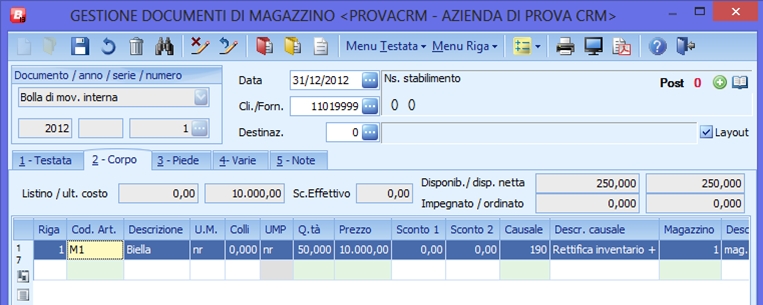 GESTIONE DOCUMENTI DI MAGAZZINO <PROVACRM - AZIENDA DI PROVA CRM>
Menu Testata Menu Riga
Documento / anno / serie / numero
Bolla di mov. interna
2012 1
Data 31/12/2012 Ns. stabilimento Post 0
Cli./Forn. 11019999 0 0
Destinaz. 0 Layout
1 - Testata 2 - Corpo 3 - Piede 4- Varie 5 - Note
Listino / ult. costo 0,00 10.000,00 Sc.Effettivo 0,00
Disponib./ disp. netta 250,000 250,000
Impegnato / ordinato 0,000 0,000
Riga Cod. Art. Descrizione U.M. Colli UMP Q.tà Prezzo Sconto 1 Sconto 2 Causale Descr. causale Magazzino Desc
1 M1 Biella nr 0,000 nr 50,000 10.000,00 0,00 0,00 190 Rettifica inventario + 1 mag.
1
7